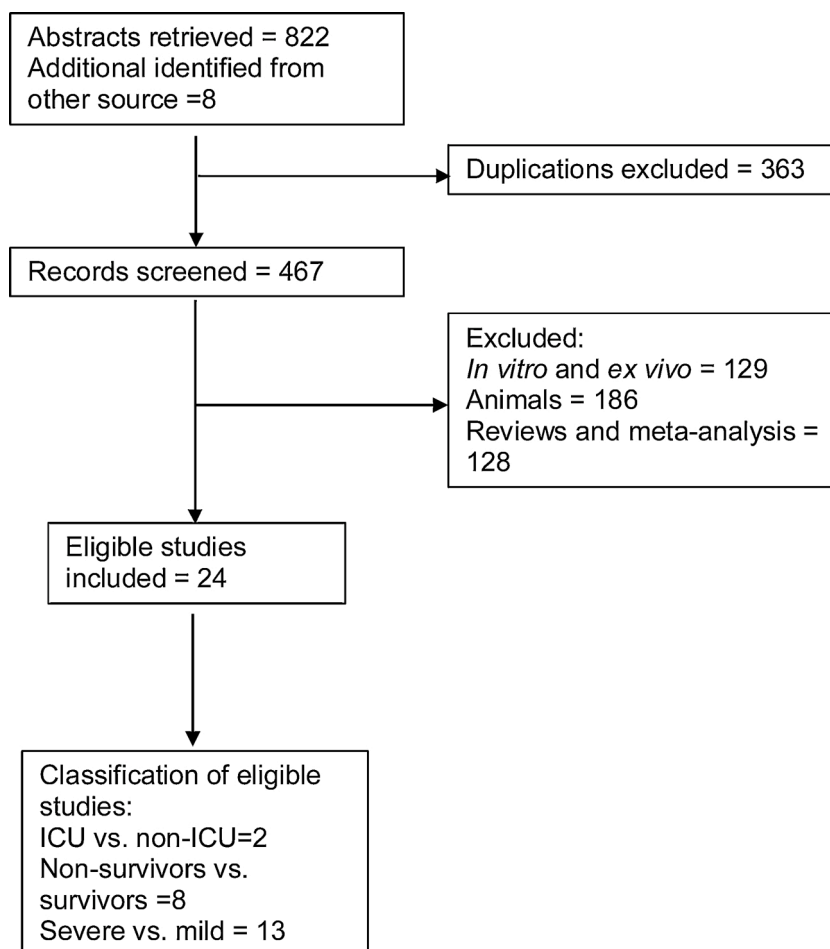 Abstracts retrieved = 822
Additional identified from
other source =8
Duplications excluded = 363
Records screened = 467
Excluded:
In vitro and ex vivo = 129
Animals = 186
Reviews and meta-analysis =
128
Eligible studies
included = 24
Classification of eligible
studies:
ICU vs. non-ICU=2
Non-survivors vs.
survivors =8
Severe vs. mild = 13